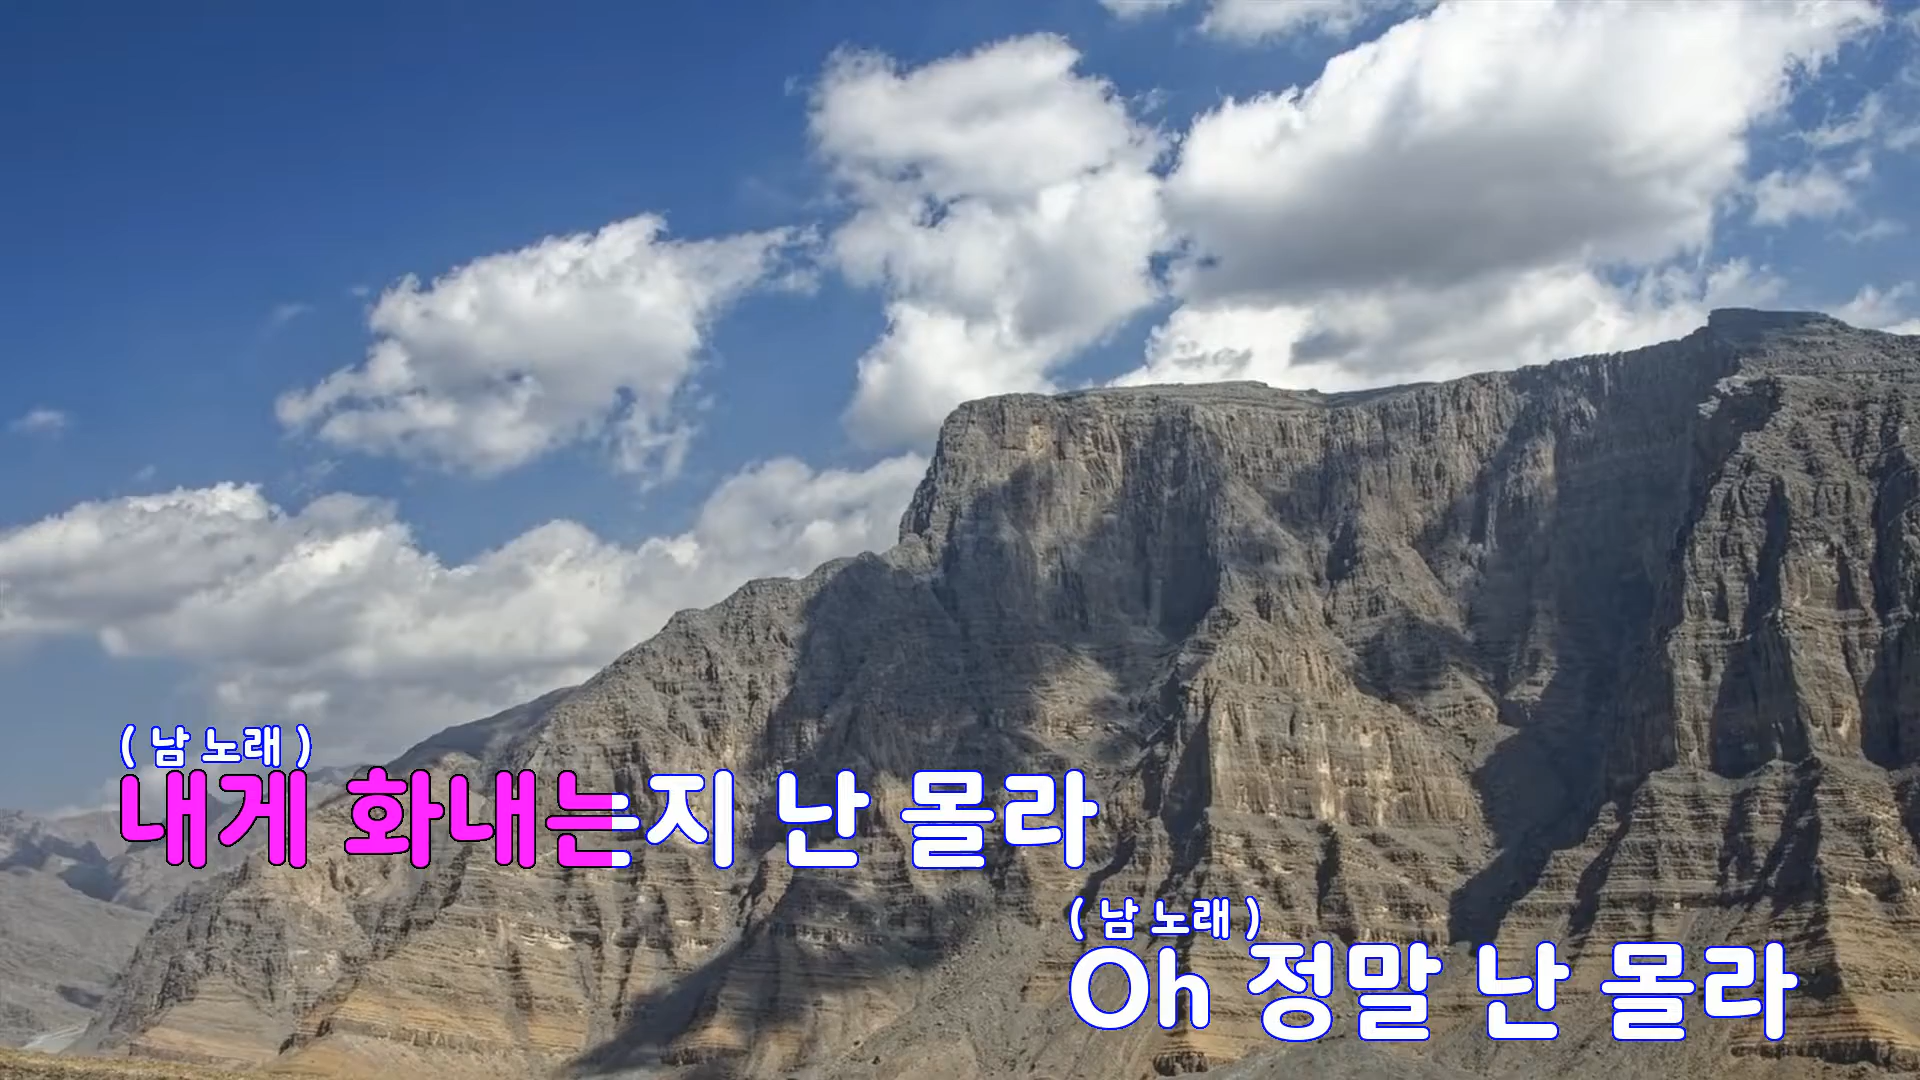 ( 남 노래 )
내게 화내는지 난 몰라
( 남 노래 )
Oh 정말 난 몰라